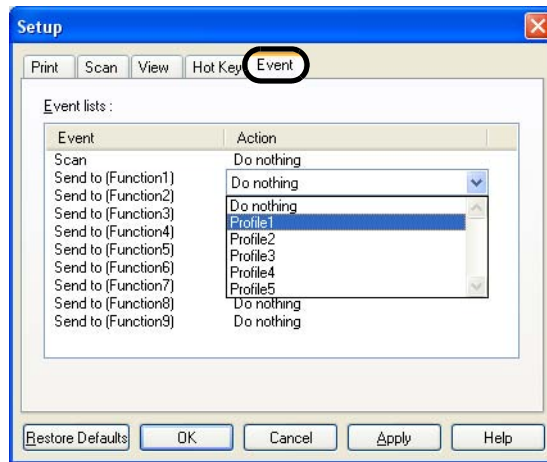 Setup
Print Scan View Hot Key Event
Event lists :
Event Action
Scan Do nothing
Send to (Function1) Do nothing
Send to (Function2) Do nothing
Send to (Function3) Profile1
Send to (Function4) Profile2
Send to (Function5) Profile3
Send to (Function6) Profile4
Send to (Function7) Profile5
Send to (Function8) Do nothing
Send to (Function9) Do nothing
Restore Defaults OK Cancel Apply Help